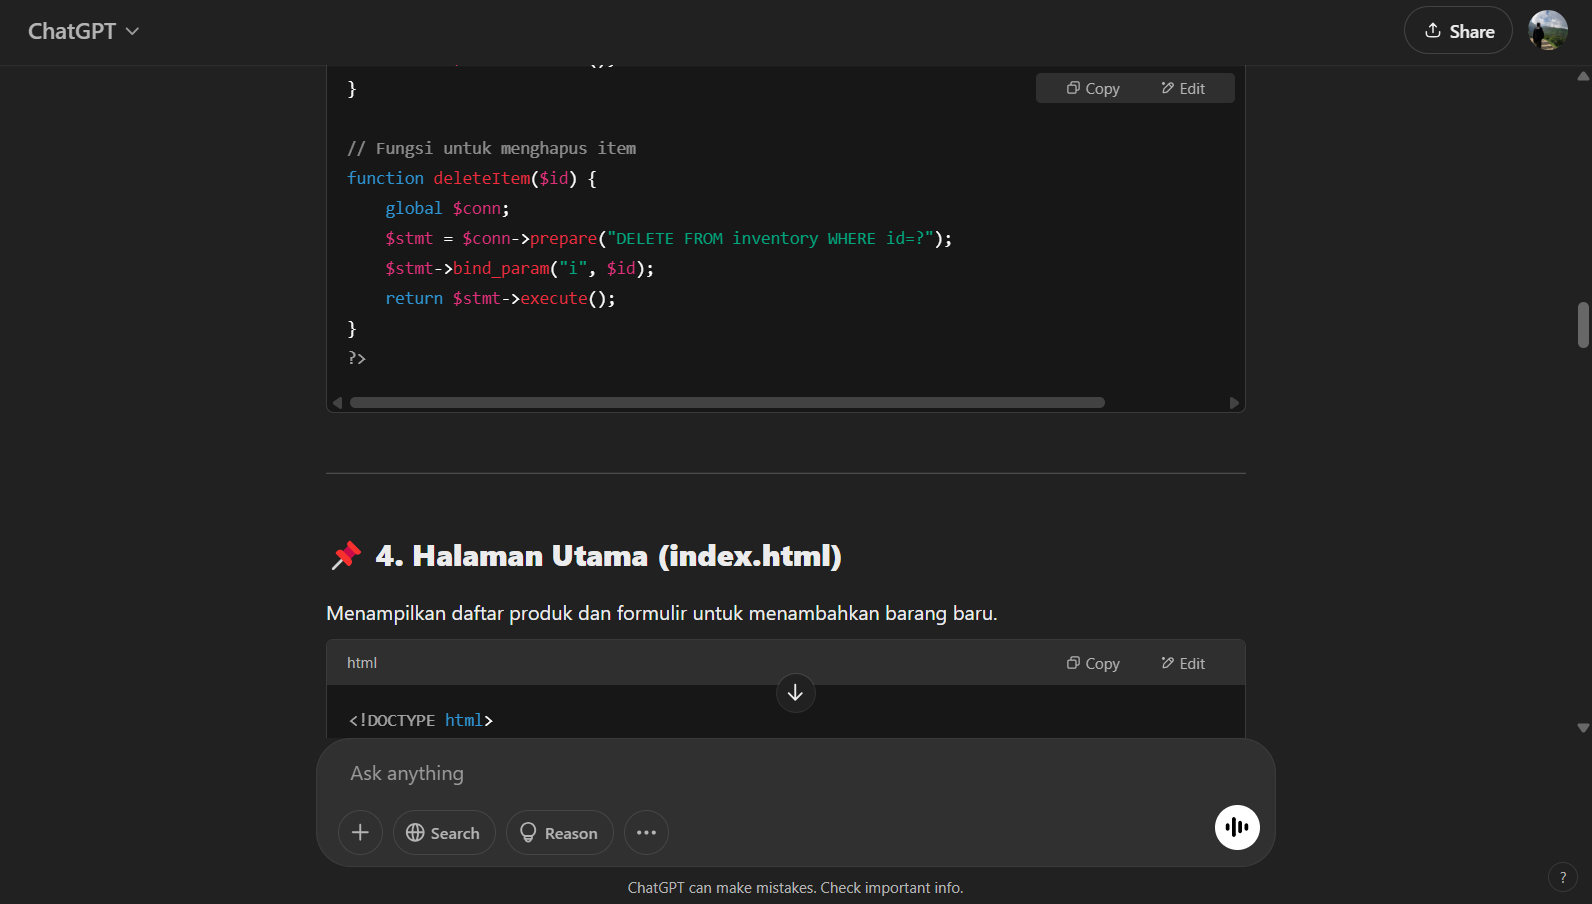 ChatGPT
Share
}
Copy
Edit
// Fungsi untuk menghapus item
function deleteItem($id) {
global $conn;
$stmt = $conn->prepare("DELETE FROM inventory WHERE id=?");
$stmt->bind_param("i", $id);
return $stmt->execute();
}
?>
4. Halaman Utama (index.html)
Menampilkan daftar produk dan formulir untuk menambahkan barang baru.
html
Copy
Edit
<!DOCTYPE html>
Ask anything
Search
Reason
ChatGPT can make mistakes. Check important info.
?